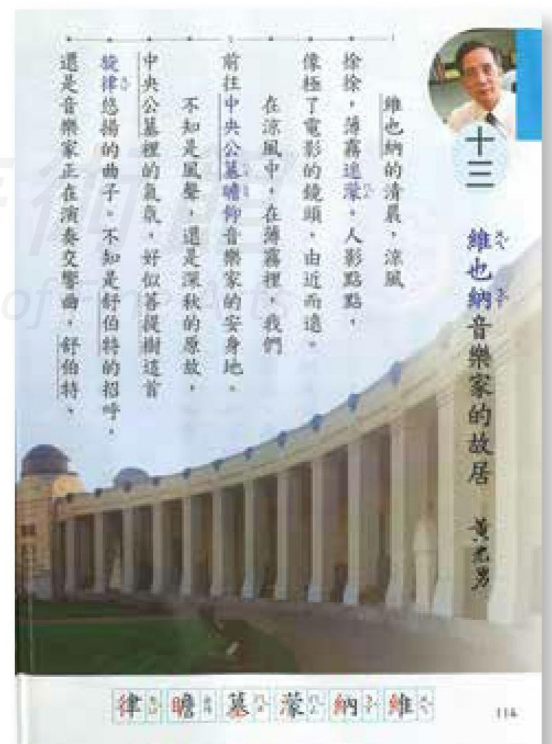 十三　維也納音樂家的故居　黃光男
維也納的清晨，涼風
徐徐，薄霧迷濛，人影點點，
像極了電影的鏡頭，由近而遠。
在涼風中，在薄霧裡，我們
前往中央公墓瞻仰音樂家的安身地。
不知是風聲，還是深秋的原故，
中央公墓裡的氣氛，好似菩提樹這首
旋律悠揚的曲子。不知是舒伯特的招呼，
還是音樂家正在演奏交響曲，舒伯特、
維
納
濛
墓
瞻
律
114
of Fine Arts